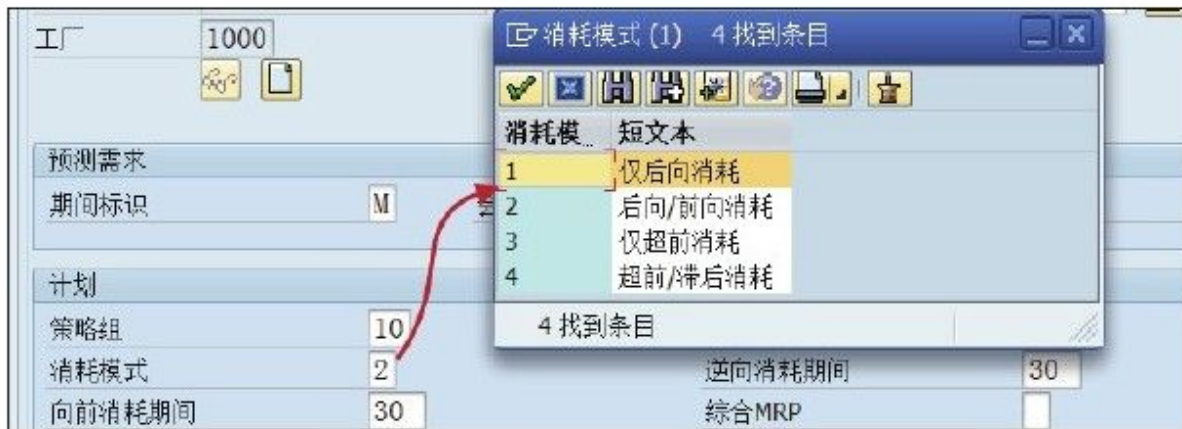 工厂 1000
消耗模式 (1) 4 找到条目
消耗模 短文本
1 仅后向消耗
2 后向/前向消耗
3 仅超前消耗
4 超前/滞后消耗
4 找到条目
预测需求
期间标识 M
计划
策略组 10
消耗模式 2 逆向消耗期间 30
向前消耗期间 30 综合MRP